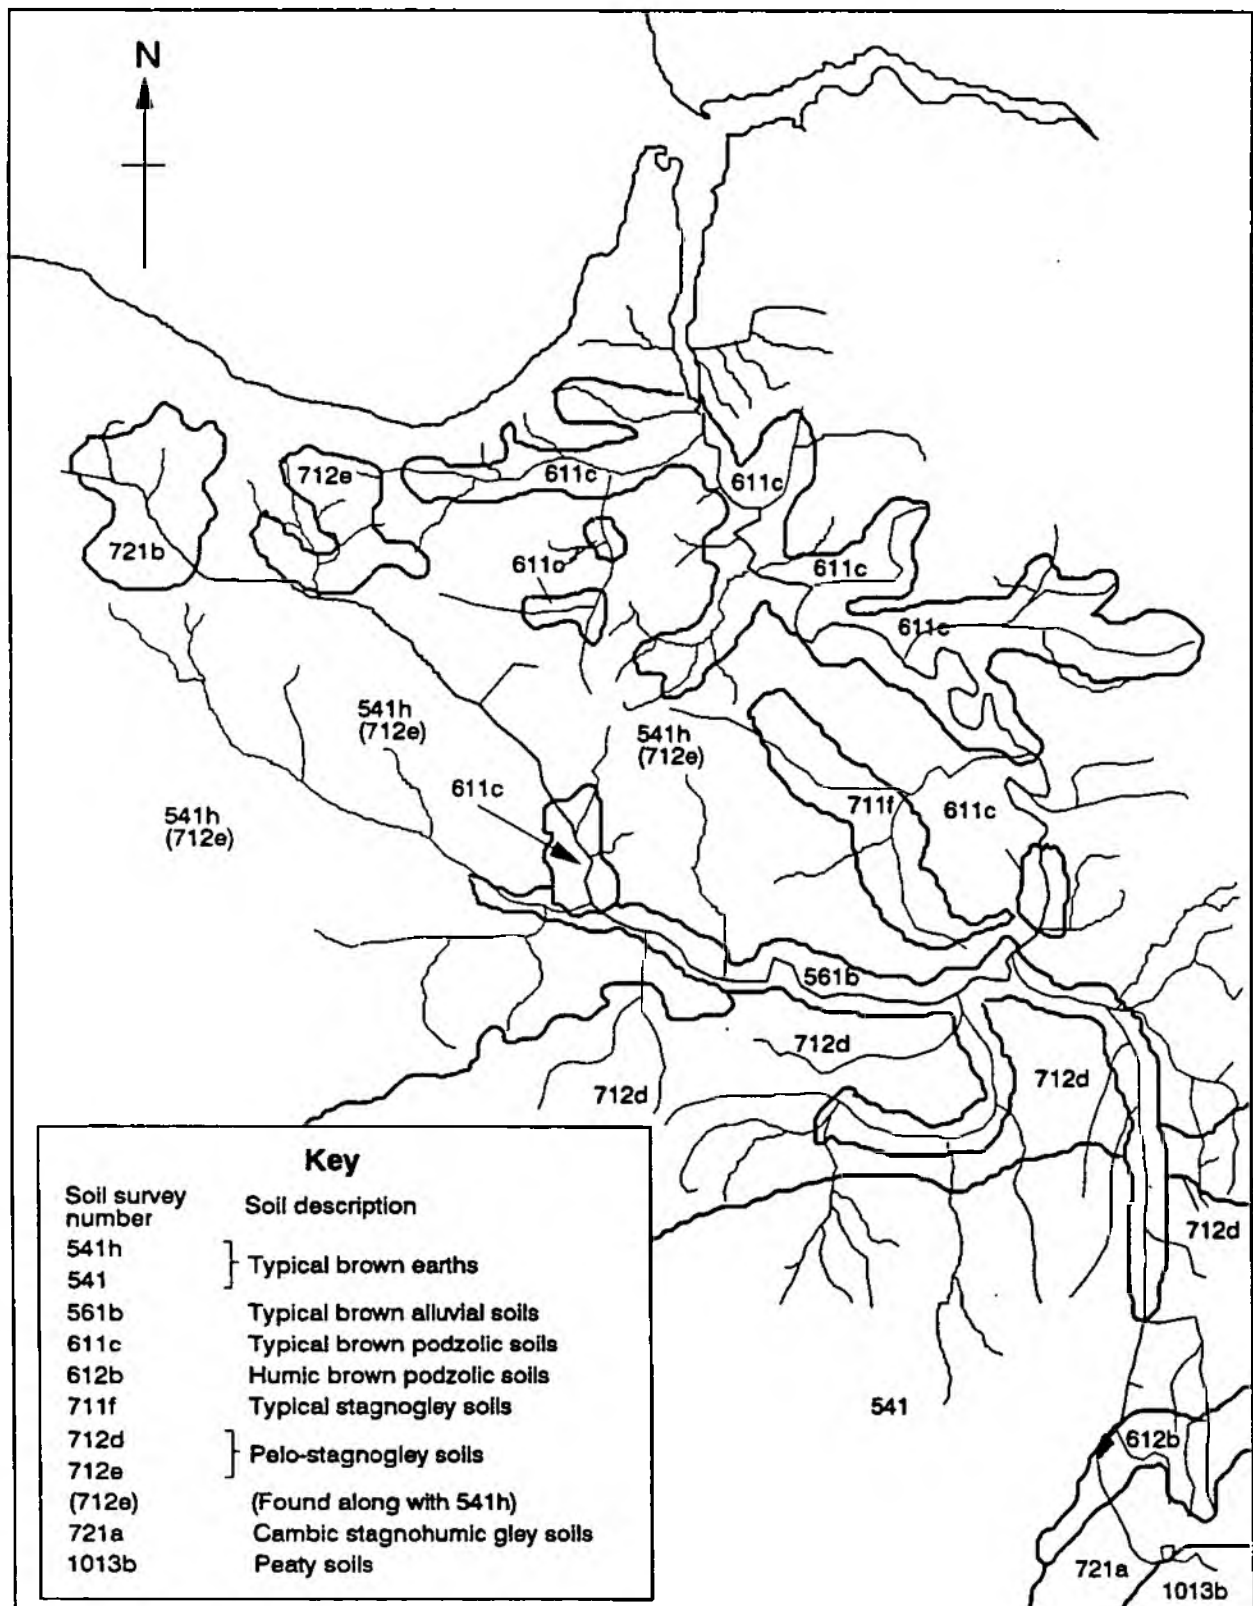 N
712e
611c
611c
721b
611c
611c
611c
541h
(712e)
541h
(712e)
611c
541h
(712e)
711f
611c
561b
712d
712d
712d
712d
541
612b
721a
1013b
Key
Soil survey
number
Soil description
541h
541
Typical brown earths
561b Typical brown alluvial soils
611c Typical brown podzolic soils
612b Humic brown podzolic soils
711f Typical stagnogley soils
712d
712e
Pelo-stagnogley soils
(712e) (Found along with 541h)
721a Cambic stagnohumic gley soils
1013b Peaty soils